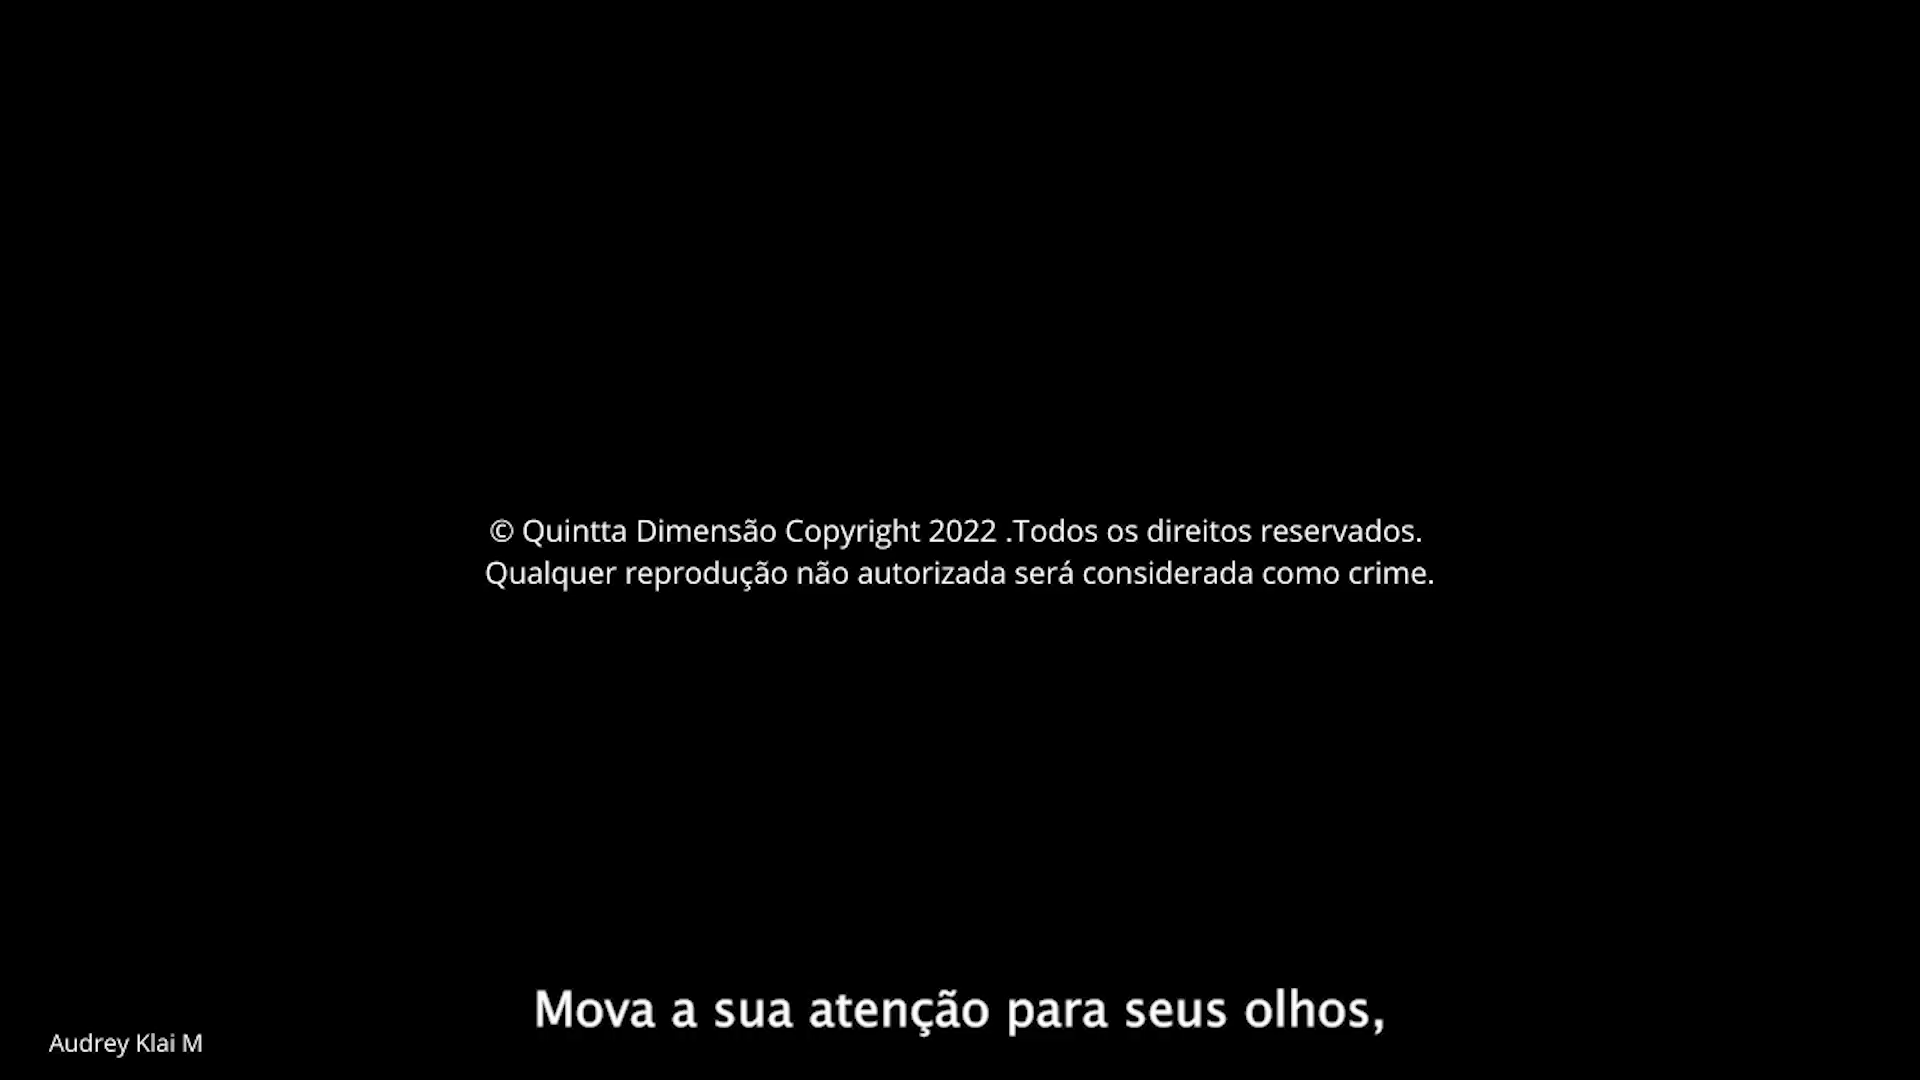 © Quintta Dimensão Copyright 2022 .Todos os direitos reservados.
Qualquer reprodução não autorizada será considerada como crime.
Mova a sua atenção para seus olhos,
Audrey Klai M